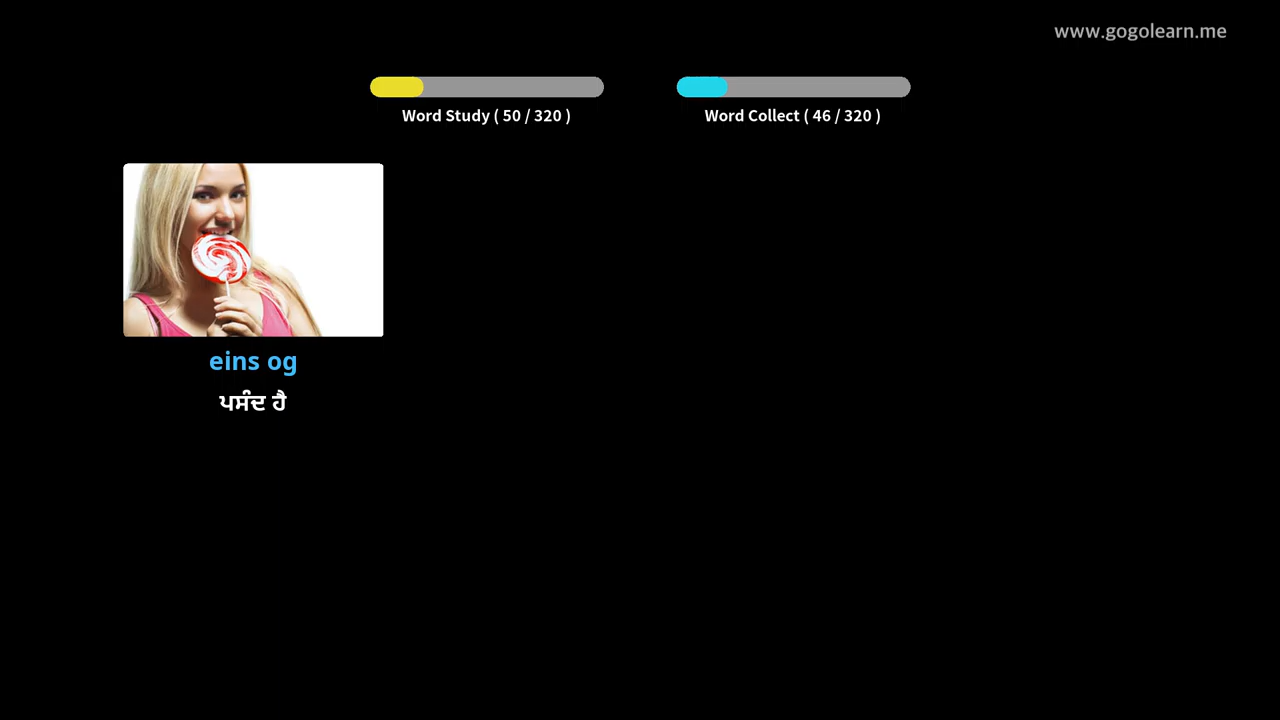 www.gogolearn.me
Word Study ( 50 / 320 )
Word Collect ( 46 / 320 )
eins og
ਪਸੰਦ ਹੈ